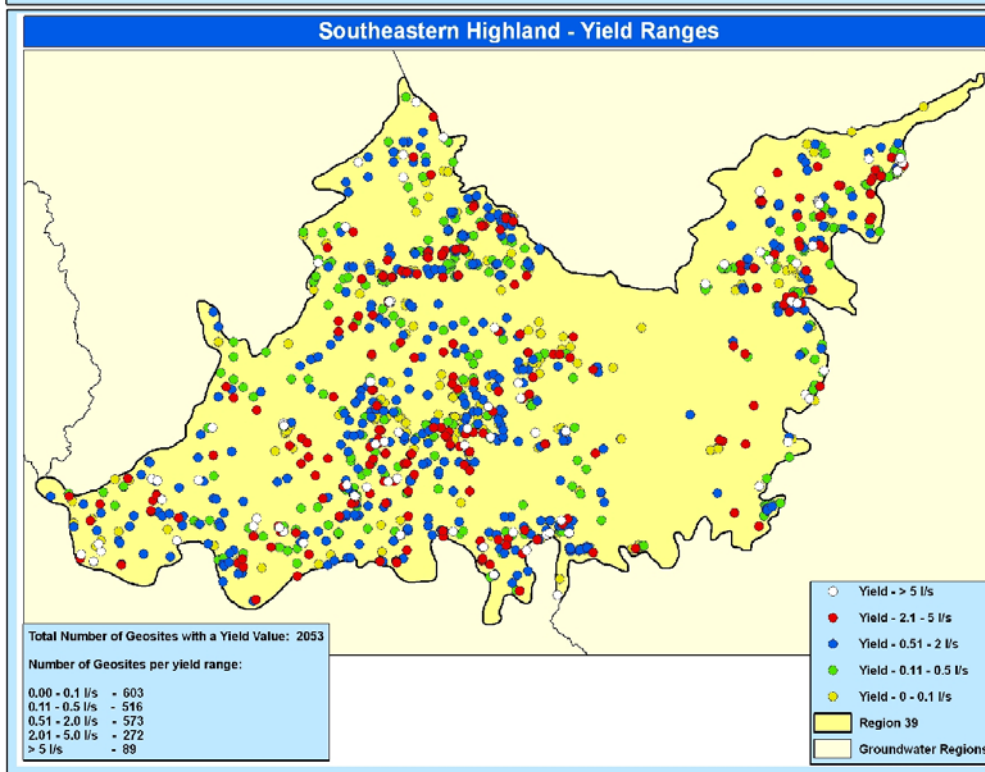 Southeastern Highland - Yield Ranges
Total Number of Geosites with a Yield Value: 2053
Number of Geosites per yield range:
0.00 - 0.1 l/s - 603
0.11 - 0.5 l/s - 516
0.51 - 2.0 l/s - 573
2.01 - 5.0 l/s - 272
> 5 l/s - 89
Yield - > 5 l/s
Yield - 2.1 - 5 l/s
Yield - 0.51 - 2 l/s
Yield - 0.11 - 0.5 l/s
Yield - 0 - 0.1 l/s
Region 39
Groundwater Regions